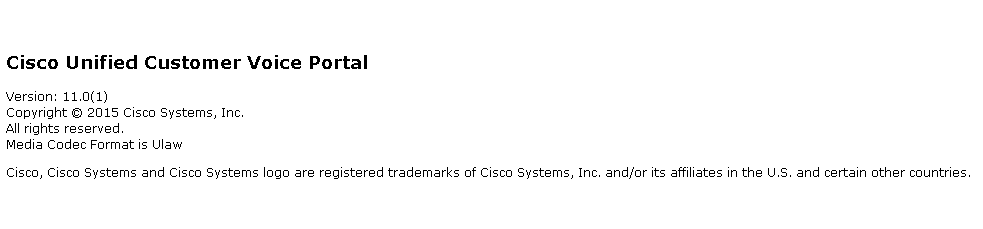 Cisco Unified Customer Voice Portal
Version: 11.0(1)
Copyright © 2015 Cisco Systems, Inc.
All rights reserved.
Media Codec Format is Ulaw
Cisco, Cisco Systems and Cisco Systems logo are registered trademarks of Cisco Systems, Inc. and/or its affiliates in the U.S. and certain other countries.